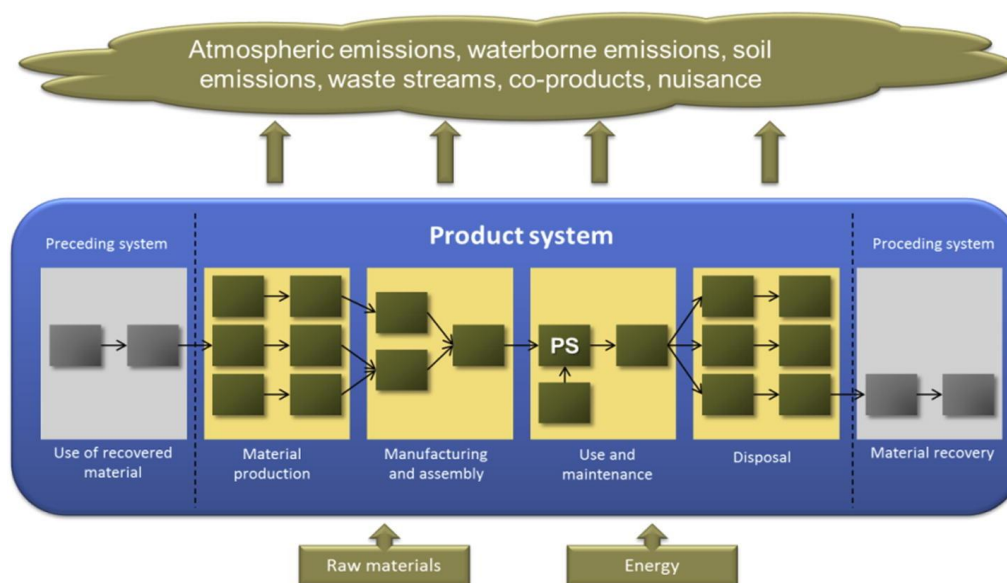 Atmospheric emissions, waterborne emissions, soil
emissions, waste streams, co-products, nuisance
Product system
Preceding system
Proceding system
PS
Use of recovered
material
Material
production
Manufacturing
and assembly
Use and
maintenance
Disposal
Material recovery
Raw materials
Energy